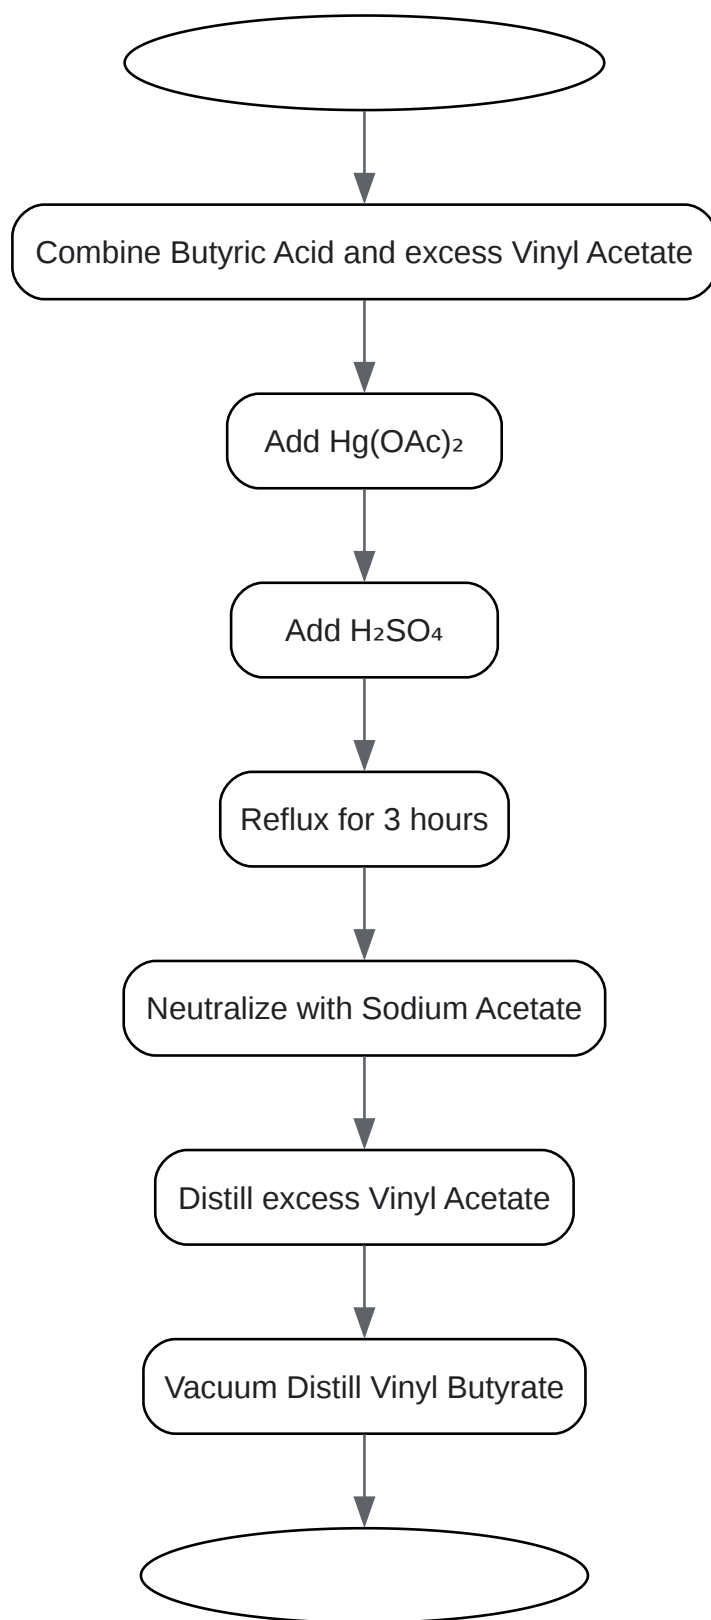 Combine Butyric Acid and excess Vinyl Acetate
Add Hg(OAc)₂
Add H₂SO₄
Reflux for 3 hours
Neutralize with Sodium Acetate
Distill excess Vinyl Acetate
Vacuum Distill Vinyl Butyrate